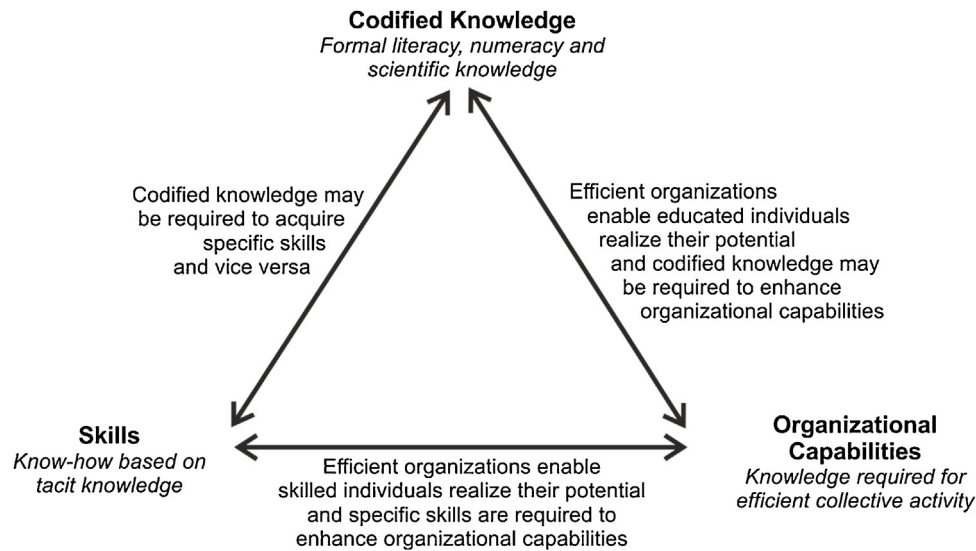 Codified Knowledge
Formal literacy, numeracy and
scientific knowledge
Codified knowledge may
be required to acquire
specific skills
and vice versa
Efficient organizations
enable educated individuals
realize their potential
and codified knowledge may
be required to enhance
organizational capabilities
Skills
Know-how based on
tacit knowledge
Efficient organizations enable
skilled individuals realize their potential
and specific skills are required to
enhance organizational capabilities
Organizational
Capabilities
Knowledge required for
efficient collective activity